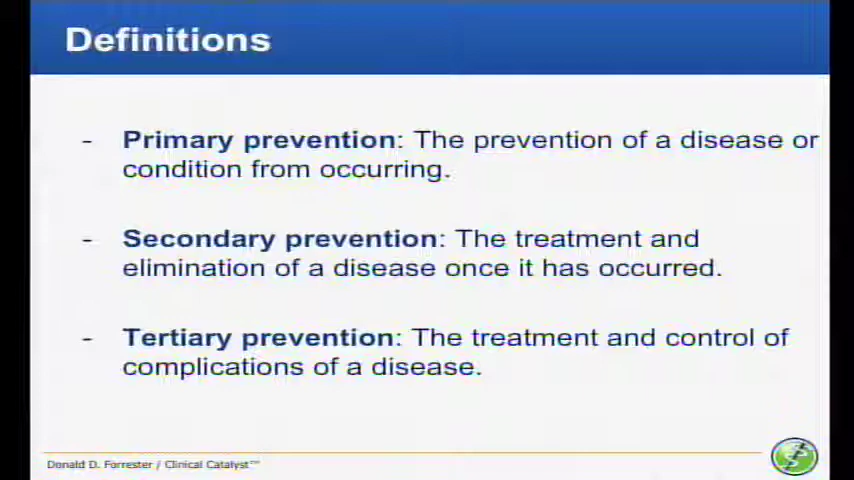 Definitions
- Primary prevention: The prevention of a disease or
condition from occurring.
- Secondary prevention: The treatment and
elimination of a disease once it has occurred.
- Tertiary prevention: The treatment and control of
complications of a disease.
Donald D. Forrester / Clinical Catalyst™